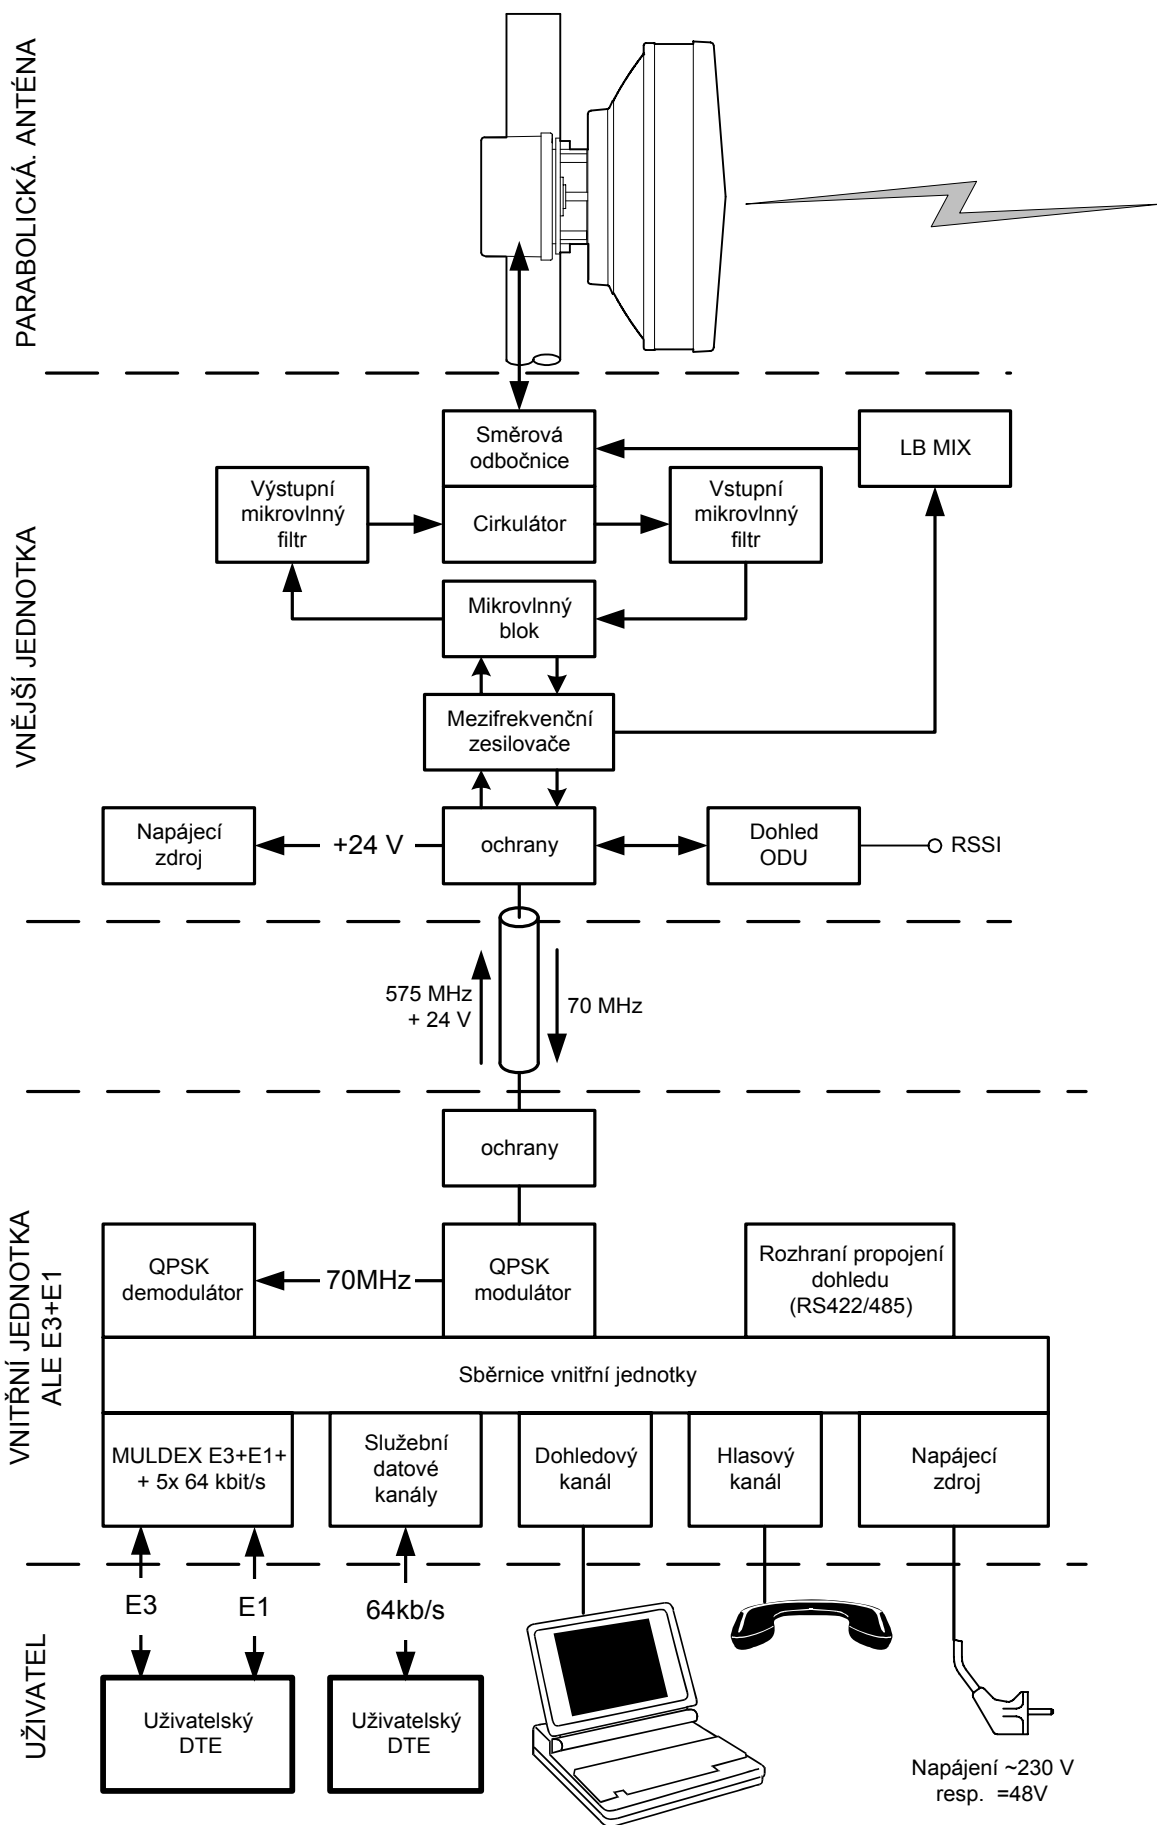 PARABOLICKÁ. ANTÉNA
Směrová
odbočnice
LB MIX
Výstupní
mikrovlnný
filtr
Cirkulátor
Vstupní
mikrovlnný
filtr
VNĚJŠÍ JEDNOTKA
Mikrovlnný
blok
Mezifrekvenční
zesilovače
Napájecí
zdroj
+24 V
ochrany
Dohled
ODU
RSSI
575 MHz
+ 24 V
70 MHz
ochrany
VNITŘNÍ JEDNOTKA
ALE E3+E1
QPSK
demodulátor
70MHz
QPSK
modulátor
Rozhraní propojení
dohledu
(RS422/485)
Sběrnice vnitřní jednotky
MULDEX E3+E1+
+ 5x 64 kbit/s
Služební
datové
kanály
Dohledový
kanál
Hlasový
kanál
Napájecí
zdroj
UŽIVATEL
E3
E1
64kb/s
Uživatelský
DTE
Uživatelský
DTE
Napájení ~230 V
resp. =48V